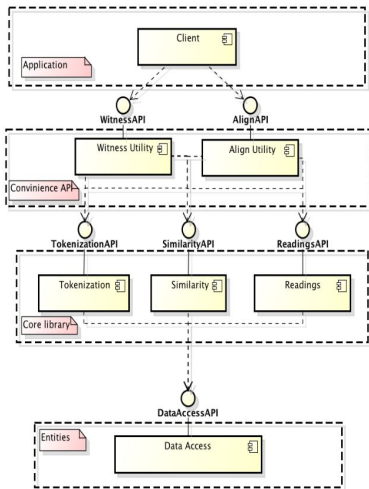 Client
Application
WitnessAPI
AlignAPI
Witness Utility
Align Utility
Convinience API
TokenizationAPI
SimilarityAPI
ReadingsAPI
Tokenization
Similarity
Readings
Core library
DataAccessAPI
Entities
Data Access